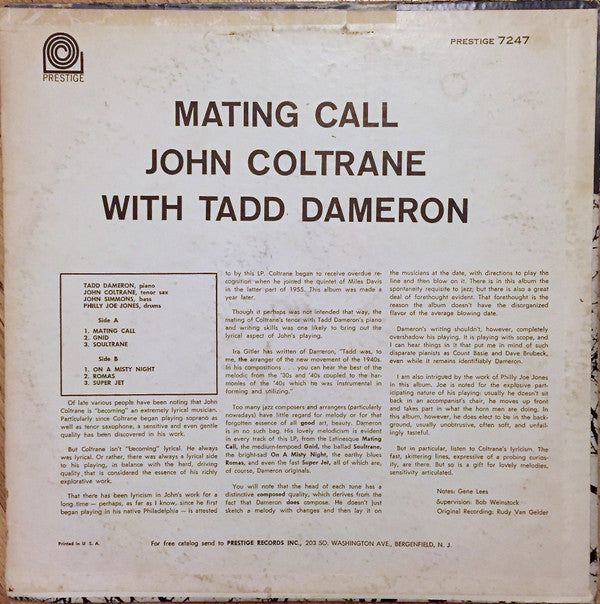 PRESTIGE
PRESTIGE 7247
MATING CALL
JOHN COLTRANE
WITH TADD DAMERON
TADD DAMERON, piano
JOHN COLTRANE, tenor sax
JOHN SIMMONS, bass
PHILLY JOE JONES, drums
Side A
1. MATING CALL
2. GNID
3. SOULTRANE
Side B
1. ON A MISTY NIGHT
2. ROMAS
3. SUPER JET
Of late various people have been noting that John
Coltrane is "becoming" an extremely lyrical musician.
Particularly since Coltrane began playing soprano as
well as tenor saxophone, a sensitive and even gentle
quality has been discovered in his work.
But Coltrane isn't "becoming" lyrical. He always
was lyrical. Or rather, there was always a lyrical side
to his playing, in balance with the hard, driving
quality that is considered the essence of his richly
explorative work.
That there has been lyricism in John's work for a
long time — perhaps, as far as I know, since he first
began playing in his native Philadelphia — is attested
to by this LP. Coltrane began to receive overdue re-
cognition when he joined the quintet of Miles Davis
in the latter part of 1955. This album was made a
year later.
Though it perhaps was not intended that way, the
mating of Coltrane's tenor with Tadd Dameron's piano
and writing skills was one likely to bring out the
lyrical aspect of John's playing.
Ira Gitler has written of Dameron, "Tadd was, to
me, the arranger of the new movement of the 1940s.
In his compositions . . . you can hear the best of the
melody from the '30s and '40s coupled to the har-
monies of the '40s which he was instrumental in
forming and utilizing."
Too many jazz composers and arrangers (particularly
nowadays) have little regard for melody or for that
forgotten essence of all good art, beauty. Dameron
is in no such bag. His lovely melodicism is evident
in every track of this LP, from the Latinesque Mating
Call, the medium-tempoed Gnid, the ballad Soultrane,
the bright-sad On A Misty Night, the earthy blues
Romas, and even the fast Super Jet, all of which are,
of course, Dameron originals.
You will note that the head of each tune has a
distinctive composed quality, which derives from the
fact that Dameron does compose. He doesn't just
sketch a melody with changes and then lay it on
the musicians at the date, with directions to play the
line and then blow on it. There is in this album the
spontaneity requisite to jazz; but there is also a great
deal of forethought evident. That forethought is the
reason the album doesn't have the disorganized
flavor of the average blowing date.
Dameron's writing shouldn't, however, completely
overshadow his playing. It is playing with scope, and
I can hear things in it that put me in mind of such
disparate pianists as Count Basie and Dave Brubeck,
even while it remains identifiably Dameron.
I am also intrigued by the work of Philly Joe Jones
in this album. Joe is noted for the explosive parti-
cipating nature of his playing: usually he doesn't sit
back in an accompanist's chair, he moves up front
and takes part in what the horn men are doing. In
this album, however, he does elect to be in the back-
ground, usually unobtrusive, often soft, and unfail-
ingly tasteful.
But in particular, listen to Coltrane's lyricism. The
fast, skittering lines, expressive of a probing curios-
ity, are there. But so is a gift for lovely melodies,
sensitivity articulated.
Notes: Gene Lees
Supervision: Bob Weinstock
Original Recording: Rudy Van Gelder
Printed in U. S. A.
For free catalog send to PRESTIGE RECORDS INC., 203 SO. WASHINGTON AVE., BERGENFIELD, N. J.